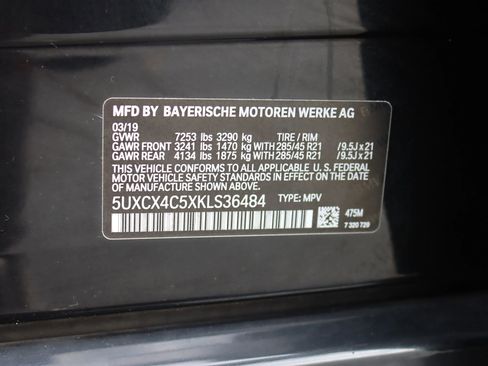 MFD BY BAYERISCHE MOTOREN WERKE AG
03/19
GVWR 7253 lbs 3290 kg TIRE / RIM
GAWR FRONT 3241 lbs 1470 kg WITH 285/45 R21 /9.5J x 21
GAWR REAR 4134 lbs 1875 kg WITH 285/45 R21 /9.5J x 21
THIS VEHICLE CONFORMS TO ALL APPLICABLE U. S. FEDERAL
MOTOR VEHICLE SAFETY STANDARDS IN EFFECT ON THE
DATE OF MANUFACTURE SHOWN ABOVE.
5UXCX4C5XKLS36484 TYPE: MPV
475M
7 320 729